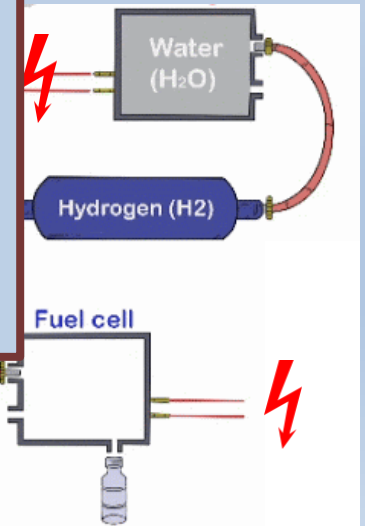 Water
(H₂O)
Hydrogen (H2)
Fuel cell